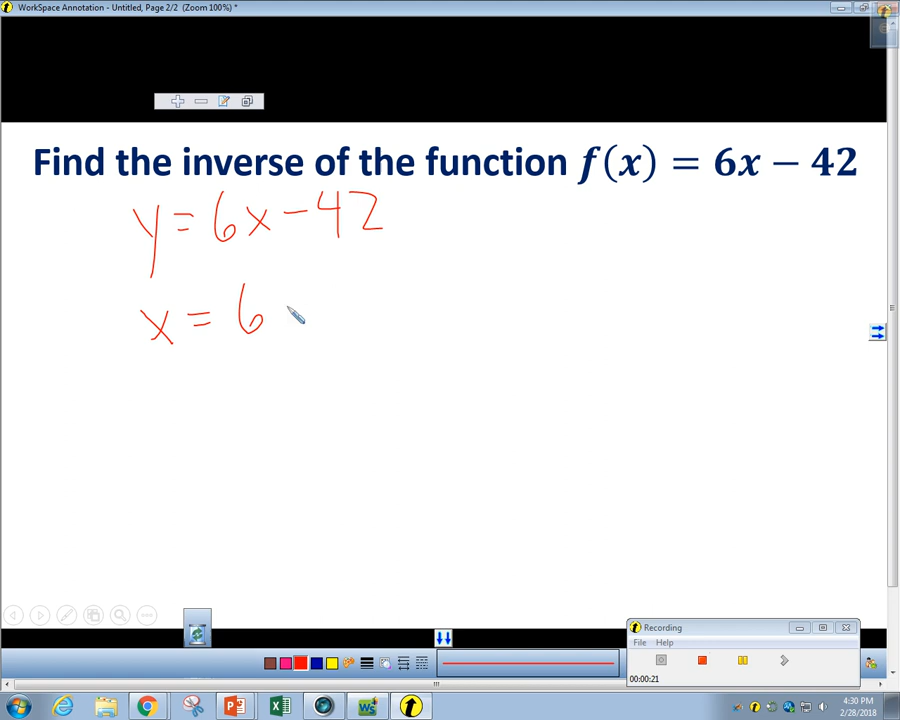 WorkSpace Annotation - Untitled, Page 2/2 (Zoom 100%) *
Find the inverse of the function f(x) = 6x − 42
y = 6x − 42
x = 6
Recording
File Help
00:00:21
4:30 PM
2/28/2018